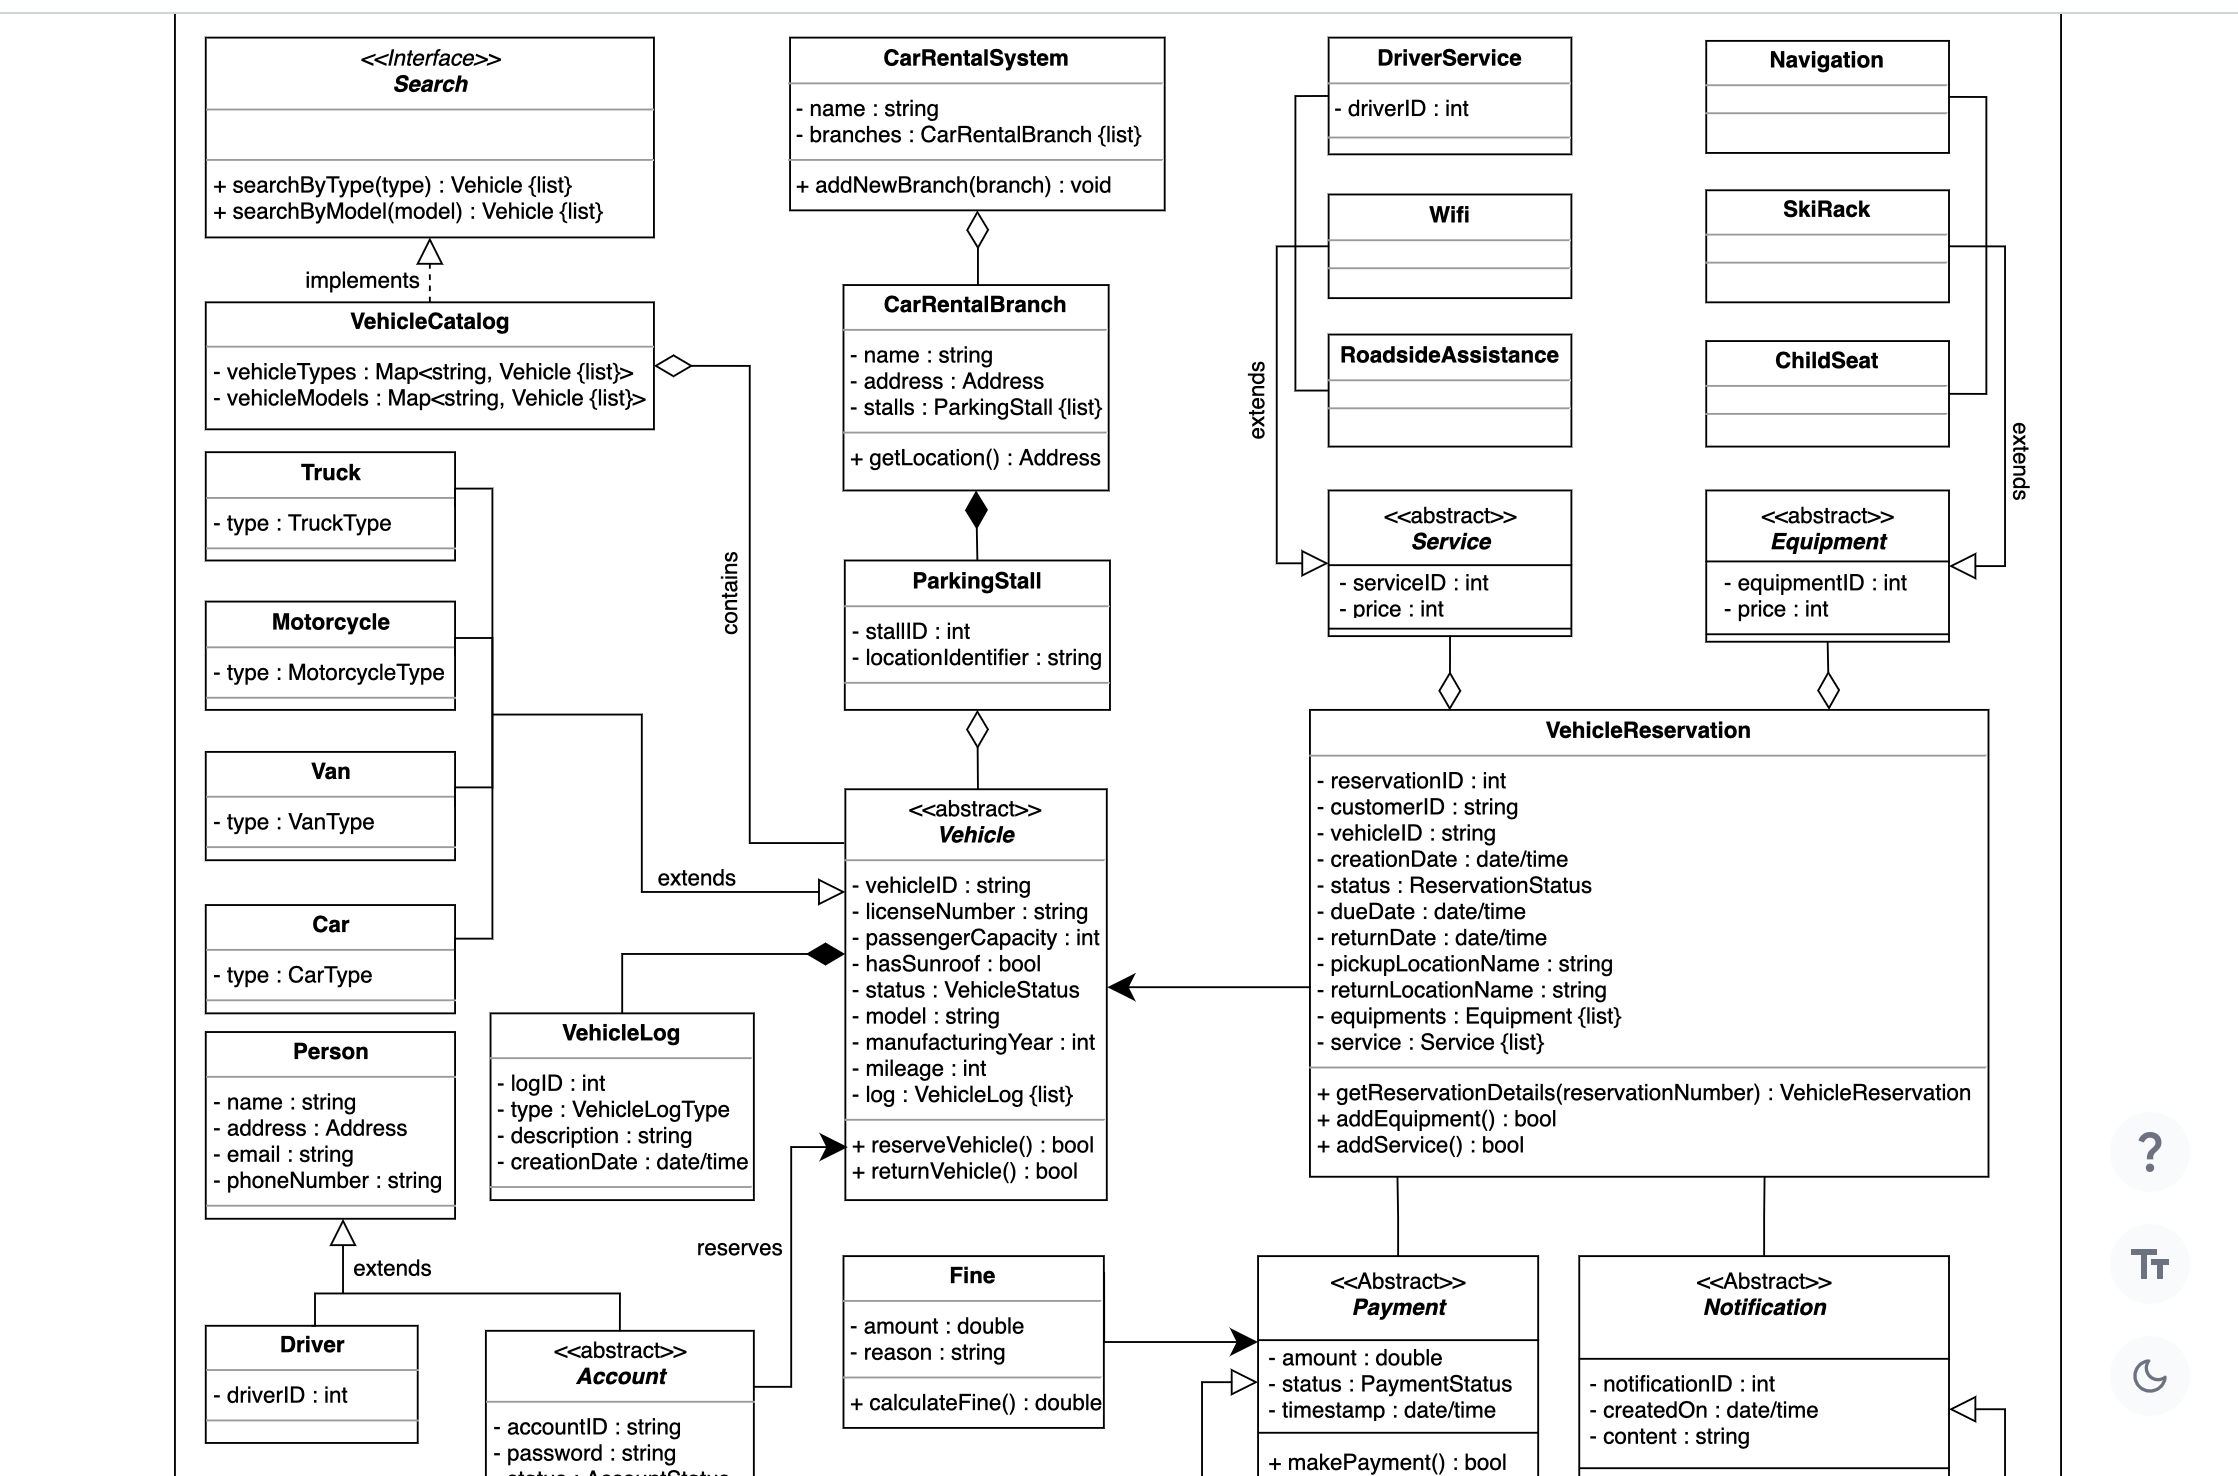 <<Interface>>
Search
+ searchByType(type) : Vehicle {list}
+ searchByModel(model) : Vehicle {list}
implements
VehicleCatalog
- vehicleTypes : Map<string, Vehicle {list}>
- vehicleModels : Map<string, Vehicle {list}>
Truck
- type : TruckType
Motorcycle
- type : MotorcycleType
Van
- type : VanType
Car
- type : CarType
extends
contains
CarRentalSystem
- name : string
- branches : CarRentalBranch {list}
+ addNewBranch(branch) : void
CarRentalBranch
- name : string
- address : Address
- stalls : ParkingStall {list}
+ getLocation() : Address
ParkingStall
- stallID : int
- locationIdentifier : string
<<abstract>>
Vehicle
- vehicleID : string
- licenseNumber : string
- passengerCapacity : int
- hasSunroof : bool
- status : VehicleStatus
- model : string
- manufacturingYear : int
- mileage : int
- log : VehicleLog {list}
+ reserveVehicle() : bool
+ returnVehicle() : bool
DriverService
- driverID : int
Wifi
RoadsideAssistance
extends
<<abstract>>
Service
- serviceID : int
- price : int
Navigation
SkiRack
ChildSeat
extends
<<abstract>>
Equipment
- equipmentID : int
- price : int
VehicleReservation
- reservationID : int
- customerID : string
- vehicleID : string
- creationDate : date/time
- status : ReservationStatus
- dueDate : date/time
- returnDate : date/time
- pickupLocationName : string
- returnLocationName : string
- equipments : Equipment {list}
- service : Service {list}
+ getReservationDetails(reservationNumber) : VehicleReservation
+ addEquipment() : bool
+ addService() : bool
Person
- name : string
- address : Address
- email : string
- phoneNumber : string
extends
VehicleLog
- logID : int
- type : VehicleLogType
- description : string
- creationDate : date/time
reserves
Driver
- driverID : int
<<abstract>>
Account
- accountID : string
- password : string
- status : AccountStatus
Fine
- amount : double
- reason : string
+ calculateFine() : double
<<Abstract>>
Payment
- amount : double
- status : PaymentStatus
- timestamp : date/time
+ makePayment() : bool
<<Abstract>>
Notification
- notificationID : int
- createdOn : date/time
- content : string
?
TT